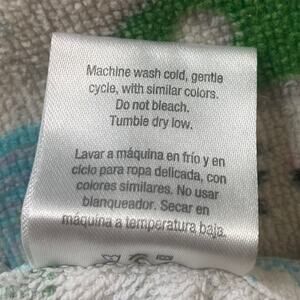 Machine wash cold, gentle
cycle, with similar colors.
Do not bleach.
Tumble dry low.
Lavar a máquina en frío y en
ciclo para ropa delicada, con
colores similares. No usar
blanqueador. Secar en
máquina a temperatura baja.